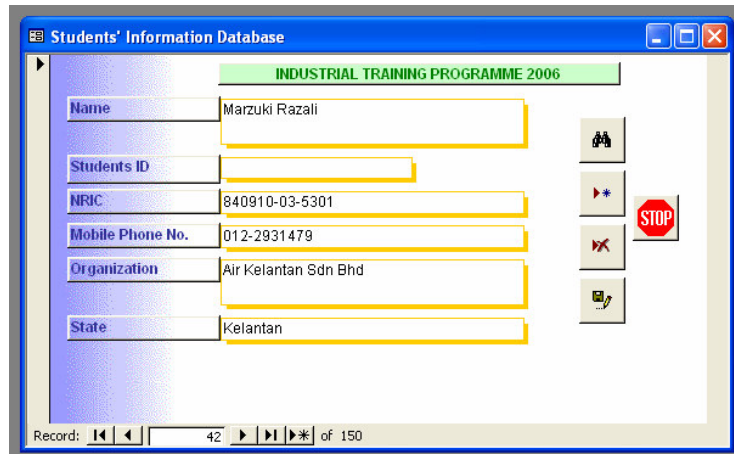 Students' Information Database
INDUSTRIAL TRAINING PROGRAMME 2006
Name Marzuki Razali
Students ID
NRIC 840910-03-5301
STOP
Mobile Phone No. 012-2931479
Organization Air Kelantan Sdn Bhd
State Kelantan
Record: 42 of 150